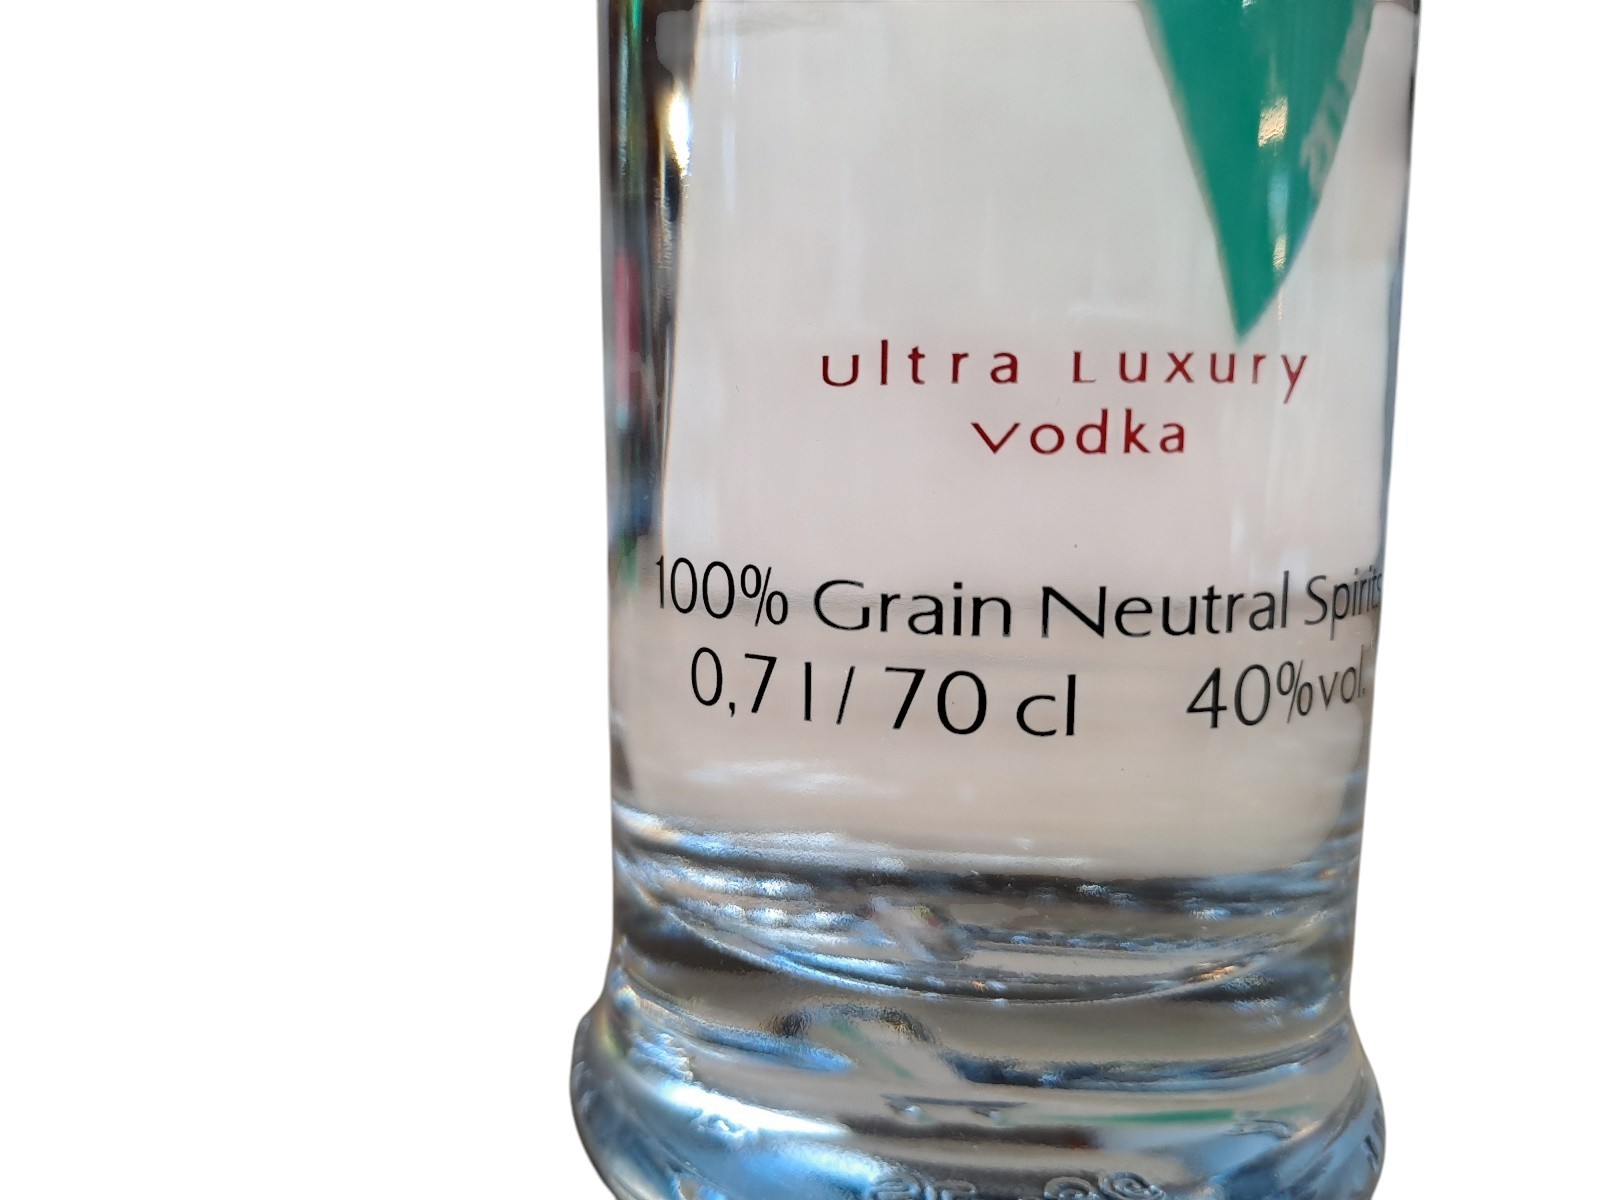 ultra Luxury
vodka
100% Grain Neutral Spirits
0,7 l / 70 cl 40%vol.